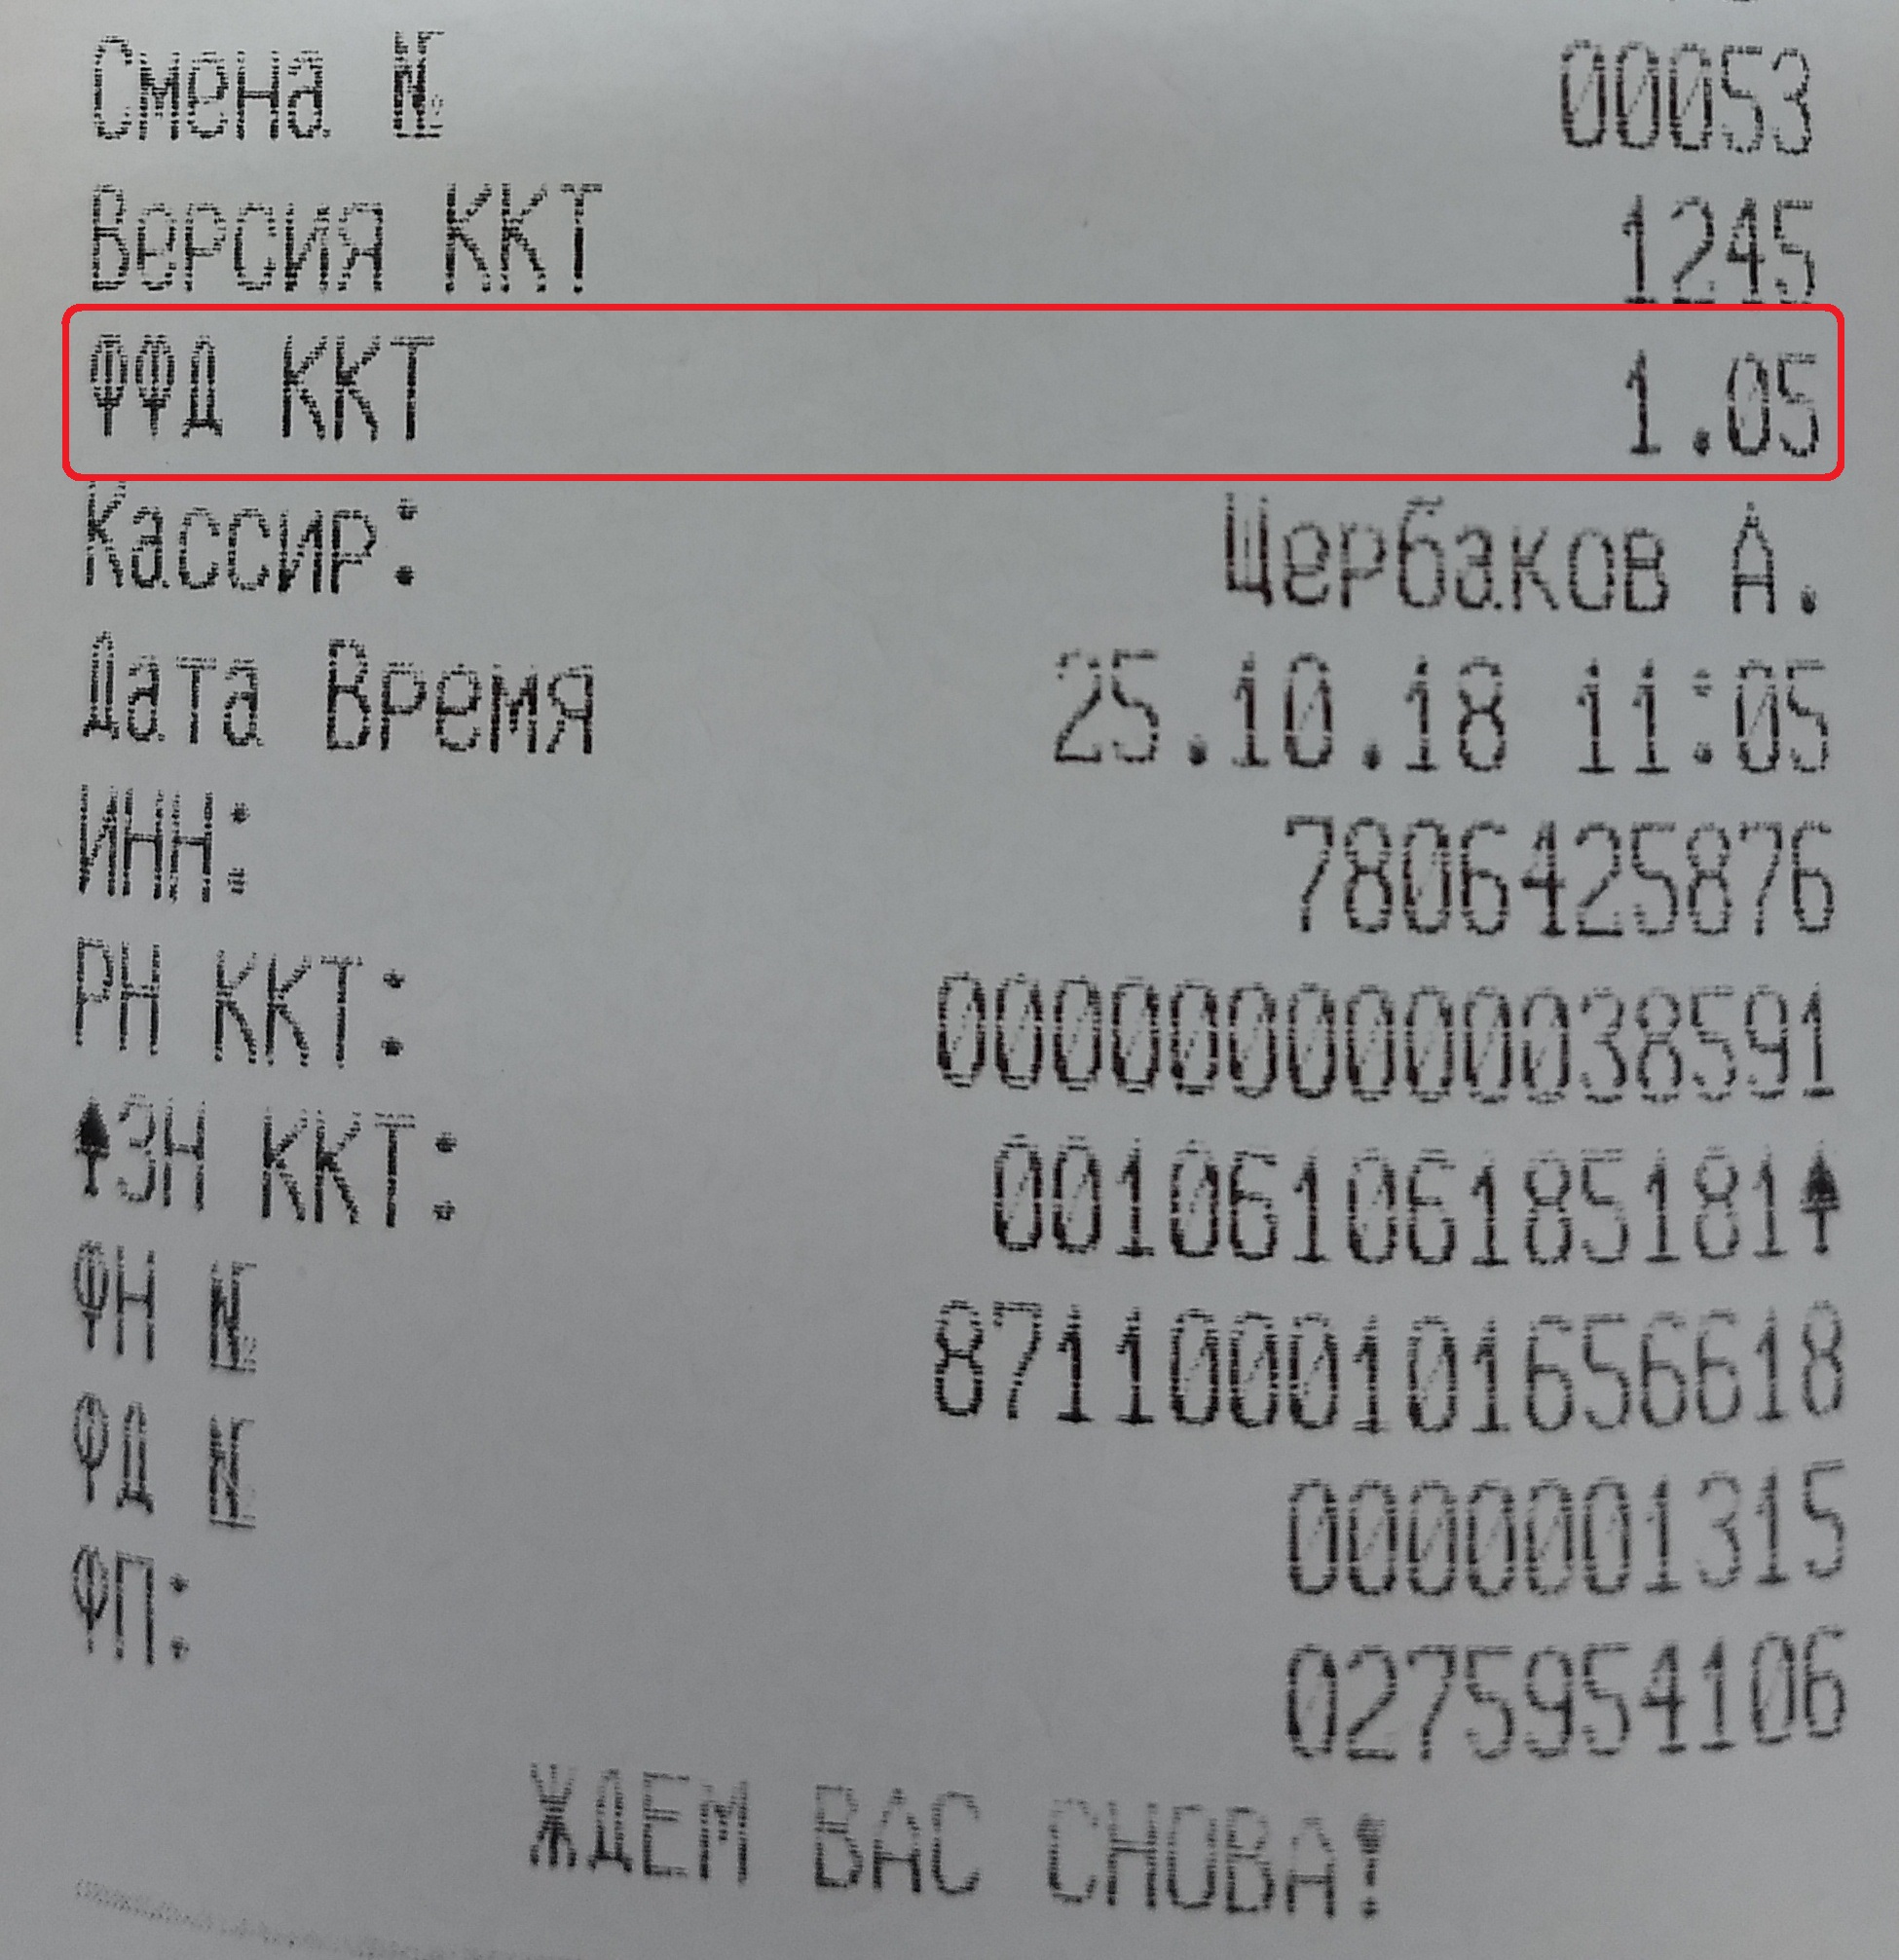 Смена № 00053
Версия ККТ 1245
ФФД ККТ 1.05
Кассир: Щербаков А.
Дата Время 25.10.18 11:05
ИНН: 7806425876
РН ККТ: 0000000000038591
↑ЗН ККТ: 00106106185181↑
ФН № 8711000101656618
ФД № 0000001315
ФП: 0275954106
ЖДЕМ ВАС СНОВА!